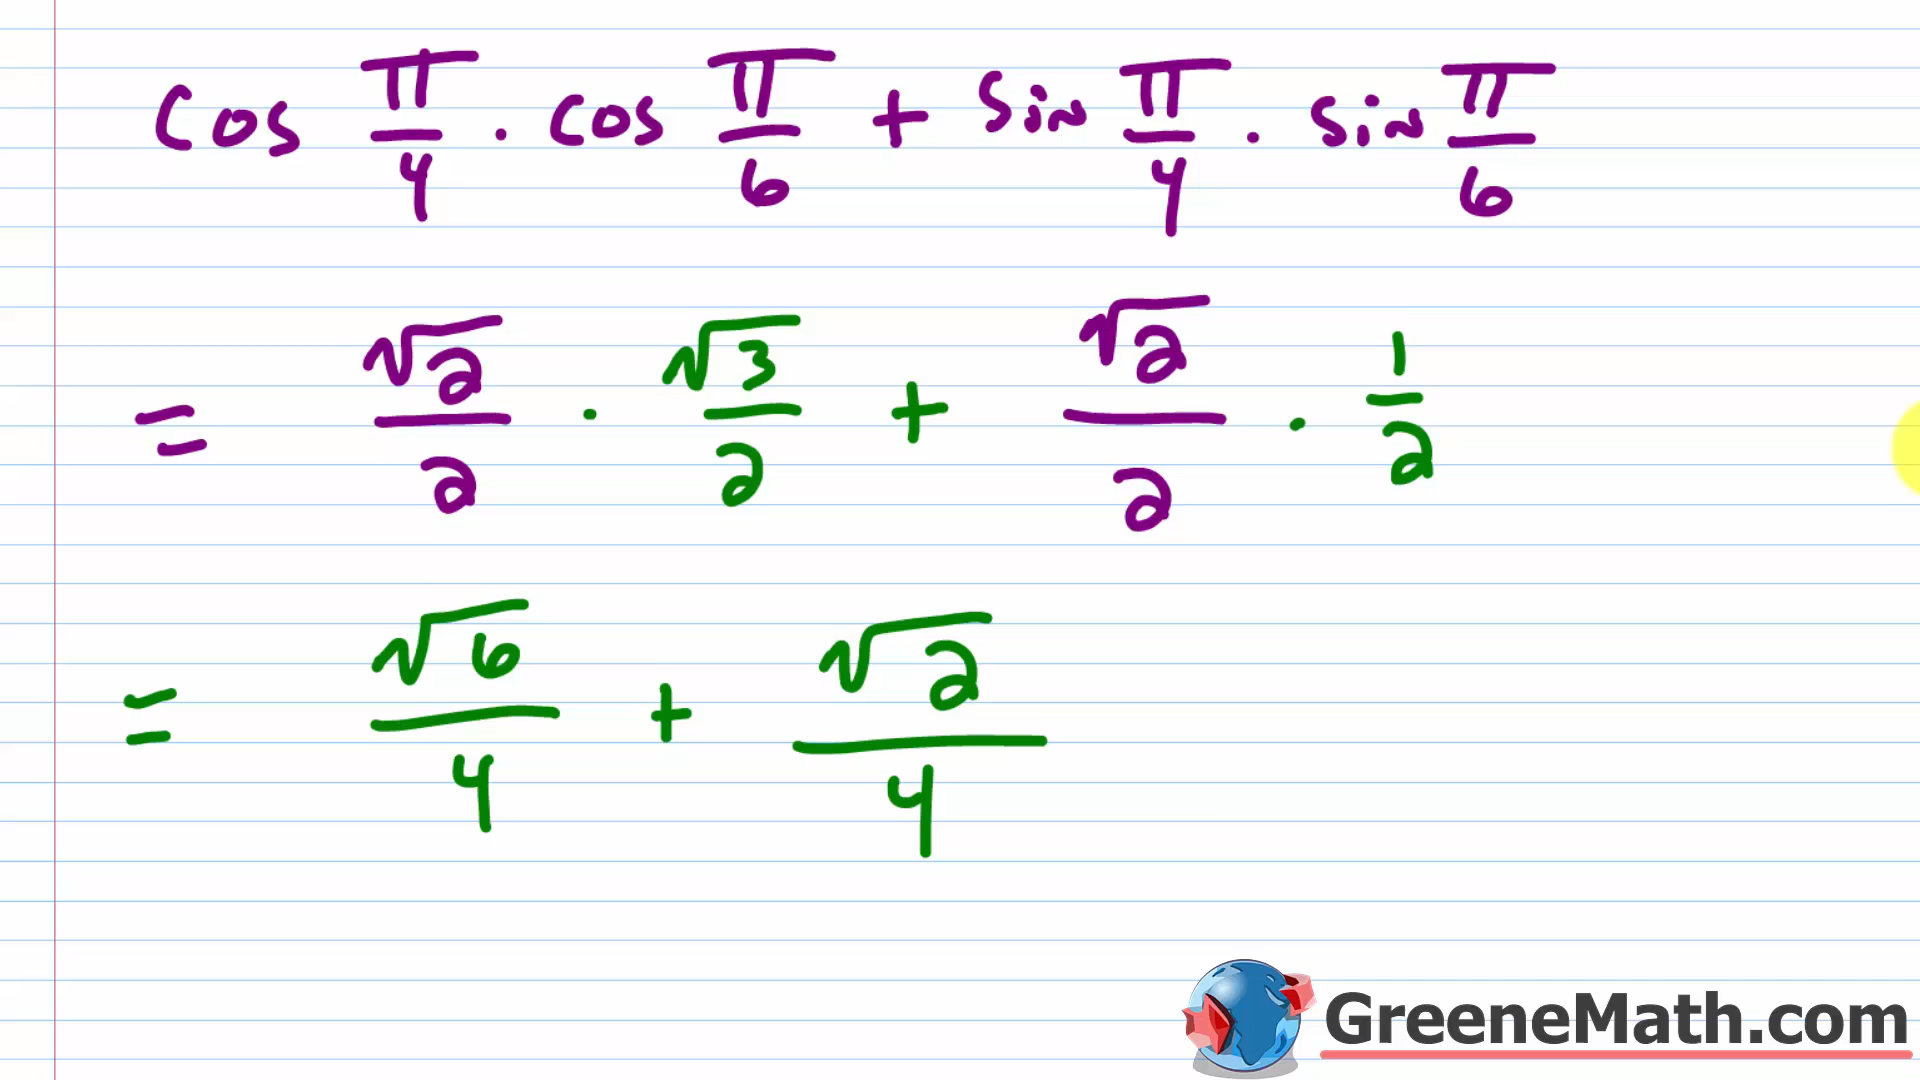 cos π/4 · cos π/6 + sin π/4 · sin π/6
= √2/2 · √3/2 + √2/2 · 1/2
= √6/4 + √2/4
GreeneMath.com